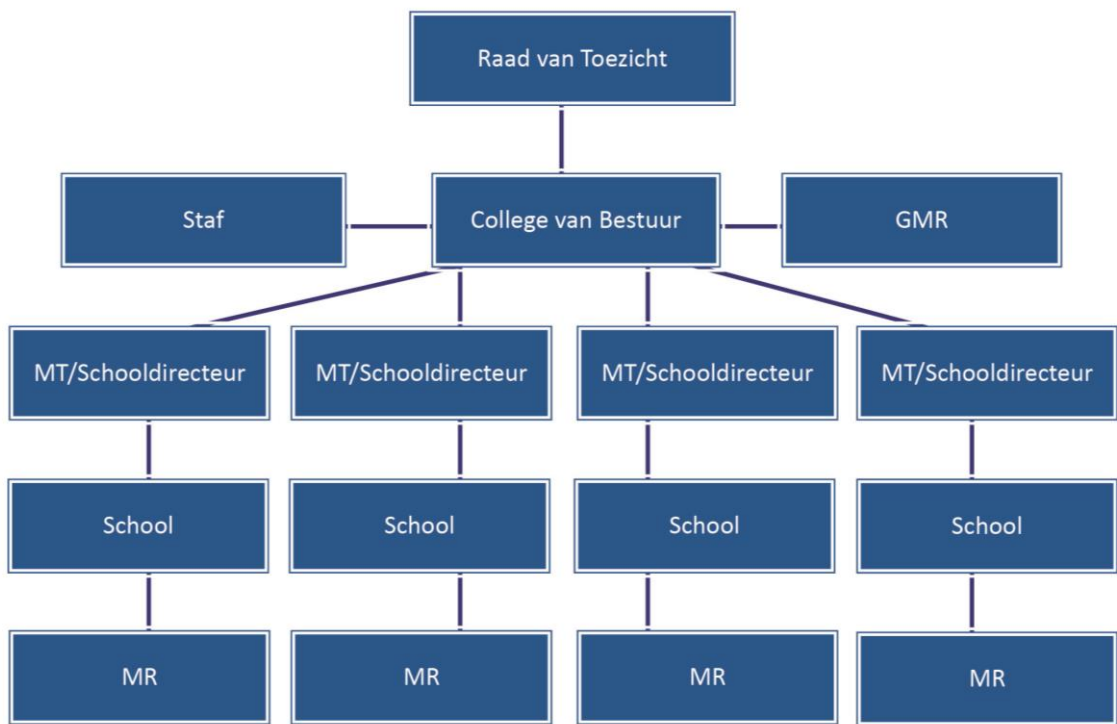 Raad van Toezicht
Staf
College van Bestuur
GMR
MT/Schooldirecteur
MT/Schooldirecteur
MT/Schooldirecteur
MT/Schooldirecteur
School
School
School
School
MR
MR
MR
MR